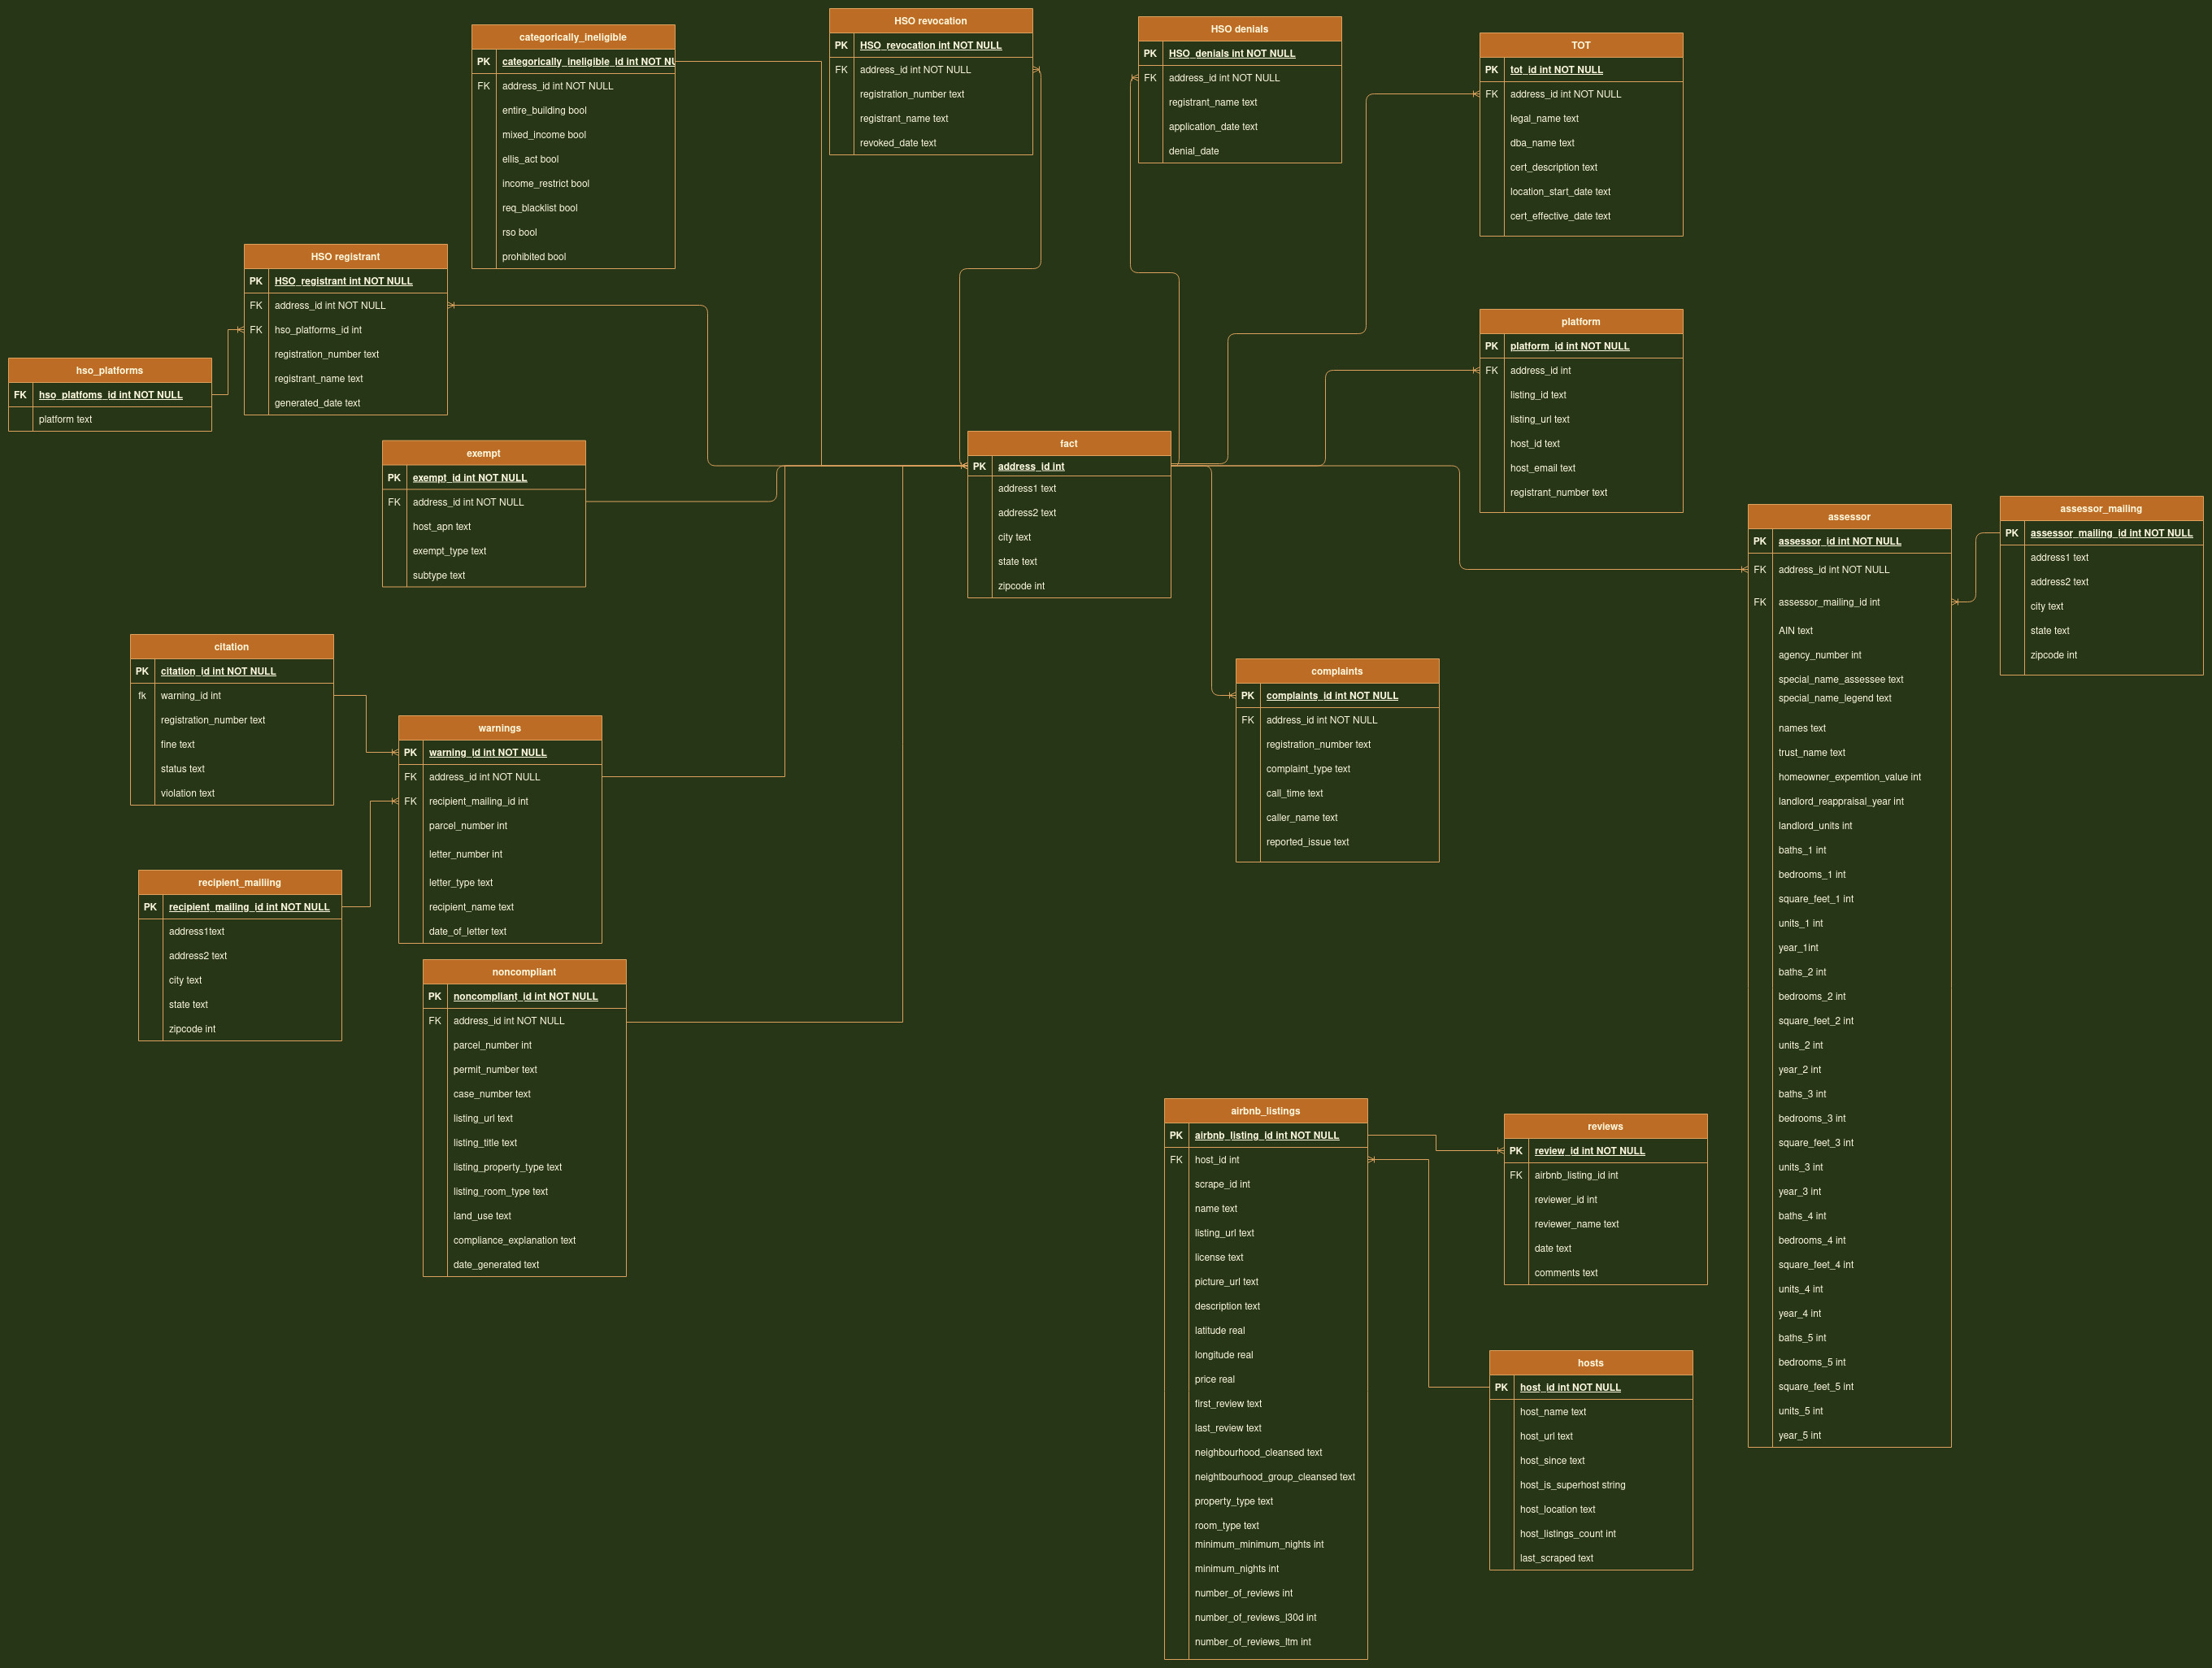 categorically_ineligible
PK categorically_ineligible_id int NOT NU
FK address_id int NOT NULL
entire_building bool
mixed_income bool
ellis_act bool
income_restrict bool
req_blacklist bool
rso bool
prohibited bool
HSO revocation
PK HSO_revocation int NOT NULL
FK address_id int NOT NULL
registration_number text
registrant_name text
revoked_date text
HSO denials
PK HSO_denials int NOT NULL
FK address_id int NOT NULL
registrant_name text
application_date text
denial_date
TOT
PK tot_id int NOT NULL
FK address_id int NOT NULL
legal_name text
dba_name text
cert_description text
location_start_date text
cert_effective_date text
HSO registrant
PK HSO_registrant int NOT NULL
FK address_id int NOT NULL
FK hso_platforms_id int
registration_number text
registrant_name text
generated_date text
hso_platforms
FK hso_platfoms_id int NOT NULL
platform text
platform
PK platform_id int NOT NULL
FK address_id int
listing_id text
listing_url text
host_id text
host_email text
registrant_number text
exempt
PK exempt_id int NOT NULL
FK address_id int NOT NULL
host_apn text
exempt_type text
subtype text
fact
PK address_id int
address1 text
address2 text
city text
state text
zipcode int
assessor
PK assessor_id int NOT NULL
FK address_id int NOT NULL
FK assessor_mailing_id int
AIN text
agency_number int
special_name_assessee text
special_name_legend text
names text
trust_name text
homeowner_expemtion_value int
landlord_reappraisal_year int
landlord_units int
baths_1 int
bedrooms_1 int
square_feet_1 int
units_1 int
year_1int
baths_2 int
bedrooms_2 int
square_feet_2 int
units_2 int
year_2 int
baths_3 int
bedrooms_3 int
square_feet_3 int
units_3 int
year_3 int
baths_4 int
bedrooms_4 int
square_feet_4 int
units_4 int
year_4 int
baths_5 int
bedrooms_5 int
square_feet_5 int
units_5 int
year_5 int
assessor_mailing
PK assessor_mailing_id int NOT NULL
address1 text
address2 text
city text
state text
zipcode int
citation
PK citation_id int NOT NULL
fk warning_id int
registration_number text
fine text
status text
violation text
warnings
PK warning_id int NOT NULL
FK address_id int NOT NULL
FK recipient_mailing_id int
parcel_number int
letter_number int
letter_type text
recipient_name text
date_of_letter text
complaints
PK complaints_id int NOT NULL
FK address_id int NOT NULL
registration_number text
complaint_type text
call_time text
caller_name text
reported_issue text
recipient_mailiing
PK recipient_mailing_id int NOT NULL
address1text
address2 text
city text
state text
zipcode int
noncompliant
PK noncompliant_id int NOT NULL
FK address_id int NOT NULL
parcel_number int
permit_number text
case_number text
listing_url text
listing_title text
listing_property_type text
listing_room_type text
land_use text
compliance_explanation text
date_generated text
airbnb_listings
PK airbnb_listing_id int NOT NULL
FK host_id int
scrape_id int
name text
listing_url text
license text
picture_url text
description text
latitude real
longitude real
price real
first_review text
last_review text
neighbourhood_cleansed text
neightbourhood_group_cleansed text
property_type text
room_type text
minimum_minimum_nights int
minimum_nights int
number_of_reviews int
number_of_reviews_l30d int
number_of_reviews_ltm int
reviews
PK review_id int NOT NULL
FK airbnb_listing_id int
reviewer_id int
reviewer_name text
date text
comments text
hosts
PK host_id int NOT NULL
host_name text
host_url text
host_since text
host_is_superhost string
host_location text
host_listings_count int
last_scraped text